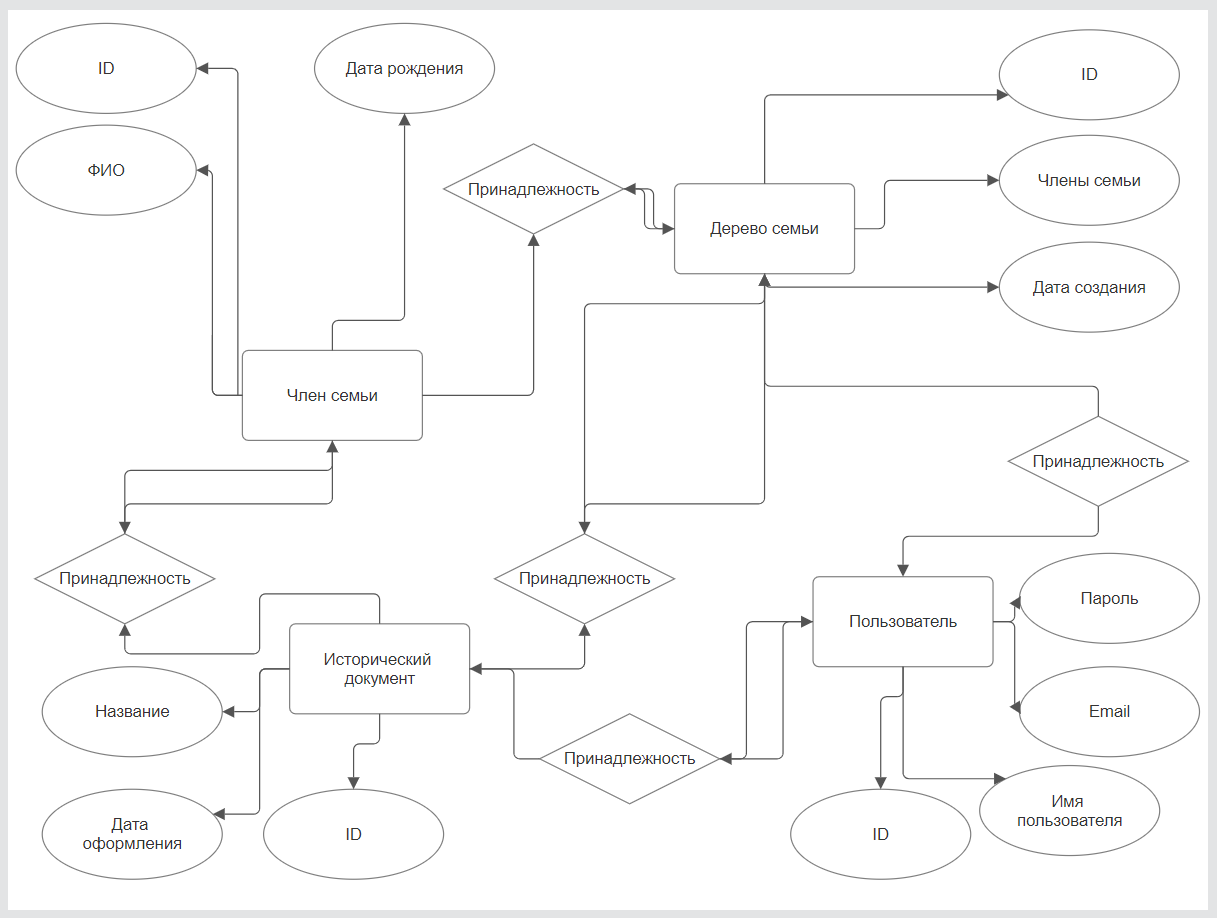 ID
Дата рождения
ID
ФИО
Члены семьи
Принадлежность
Дерево семьи
Дата создания
Член семьи
Принадлежность
Принадлежность
Принадлежность
Пароль
Пользователь
Исторический
документ
Название
Email
Принадлежность
Дата
оформления
ID
ID
Имя
пользователя